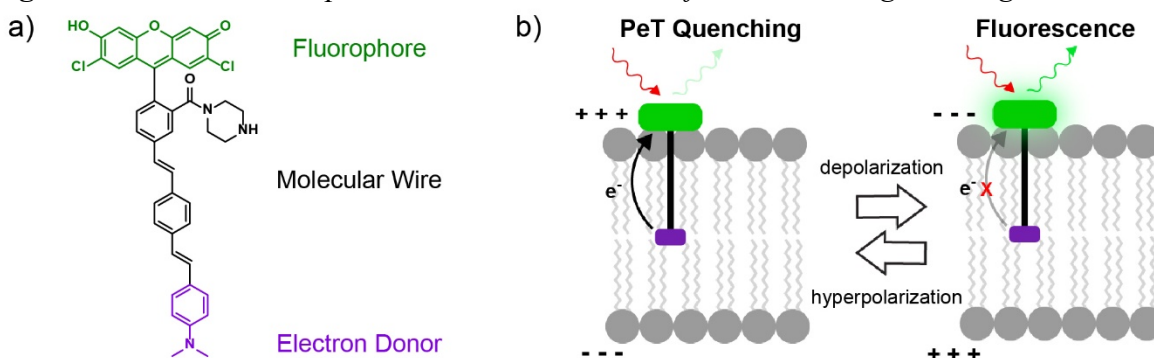 a)
HO
O
O
Cl
Cl
Fluorophore
O
N
NH
Molecular Wire
N
Electron Donor
b)
PeT Quenching
Fluorescence
+ + +
- - -
e-
depolarization
e- X
hyperpolarization
- - -
+ + +